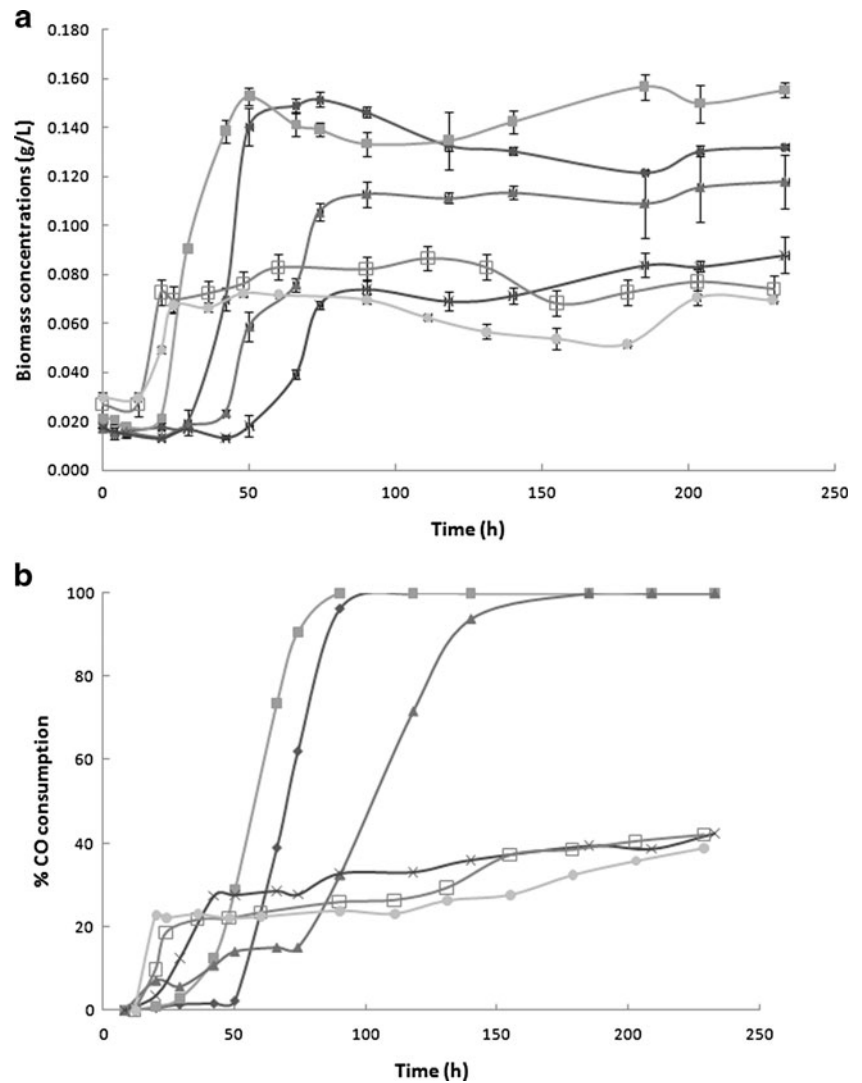 a
0.180
0.160
0.140
0.120
0.100
0.080
0.060
0.040
0.020
0.000
Biomass concentrations (g/L)
0 50 100 150 200 250
Time (h)
b
100
80
60
40
20
0
% CO consumption
0 50 100 150 200 250
Time (h)